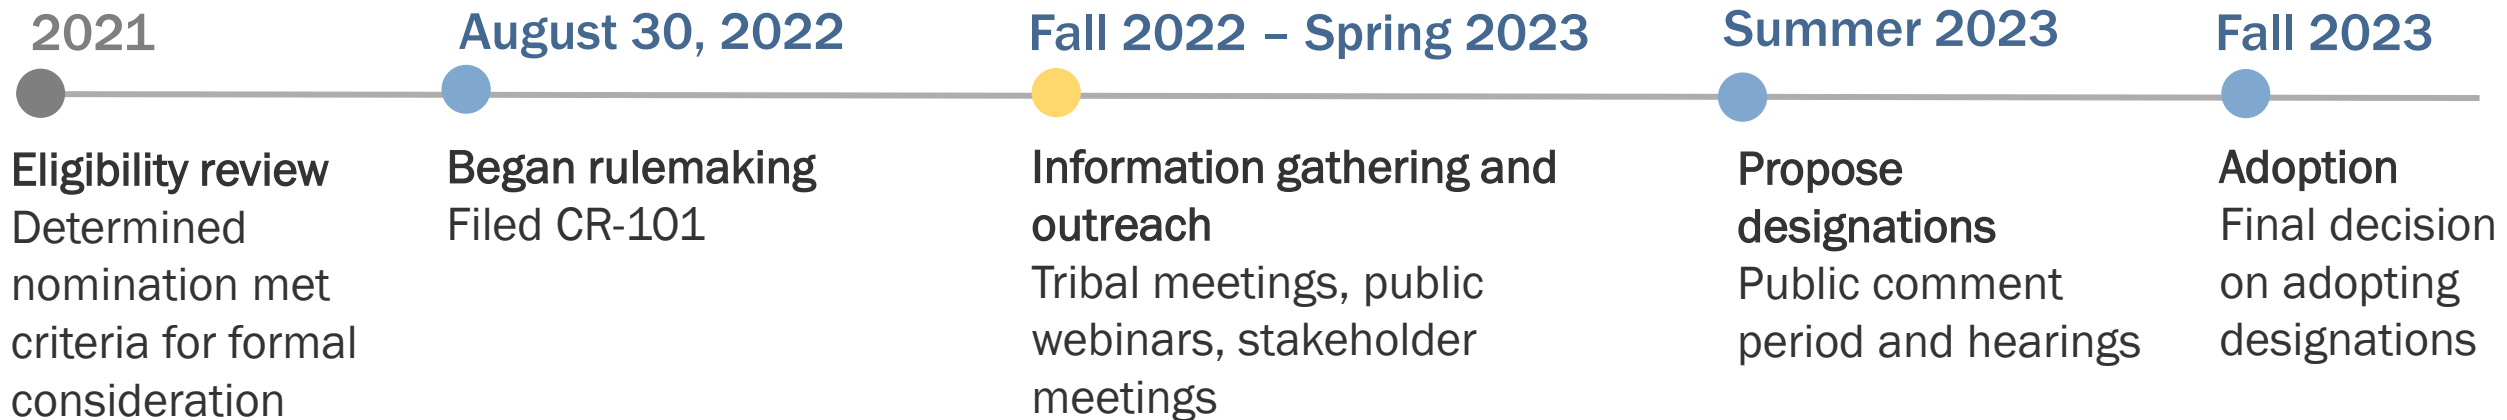 2021
Eligibility review
Determined
nomination met
criteria for formal
consideration
August 30, 2022
Began rulemaking
Filed CR-101
Fall 2022 – Spring 2023
Information gathering and
outreach
Tribal meetings, public
webinars, stakeholder
meetings
Summer 2023
Propose
designations
Public comment
period and hearings
Fall 2023
Adoption
Final decision
on adopting
designations